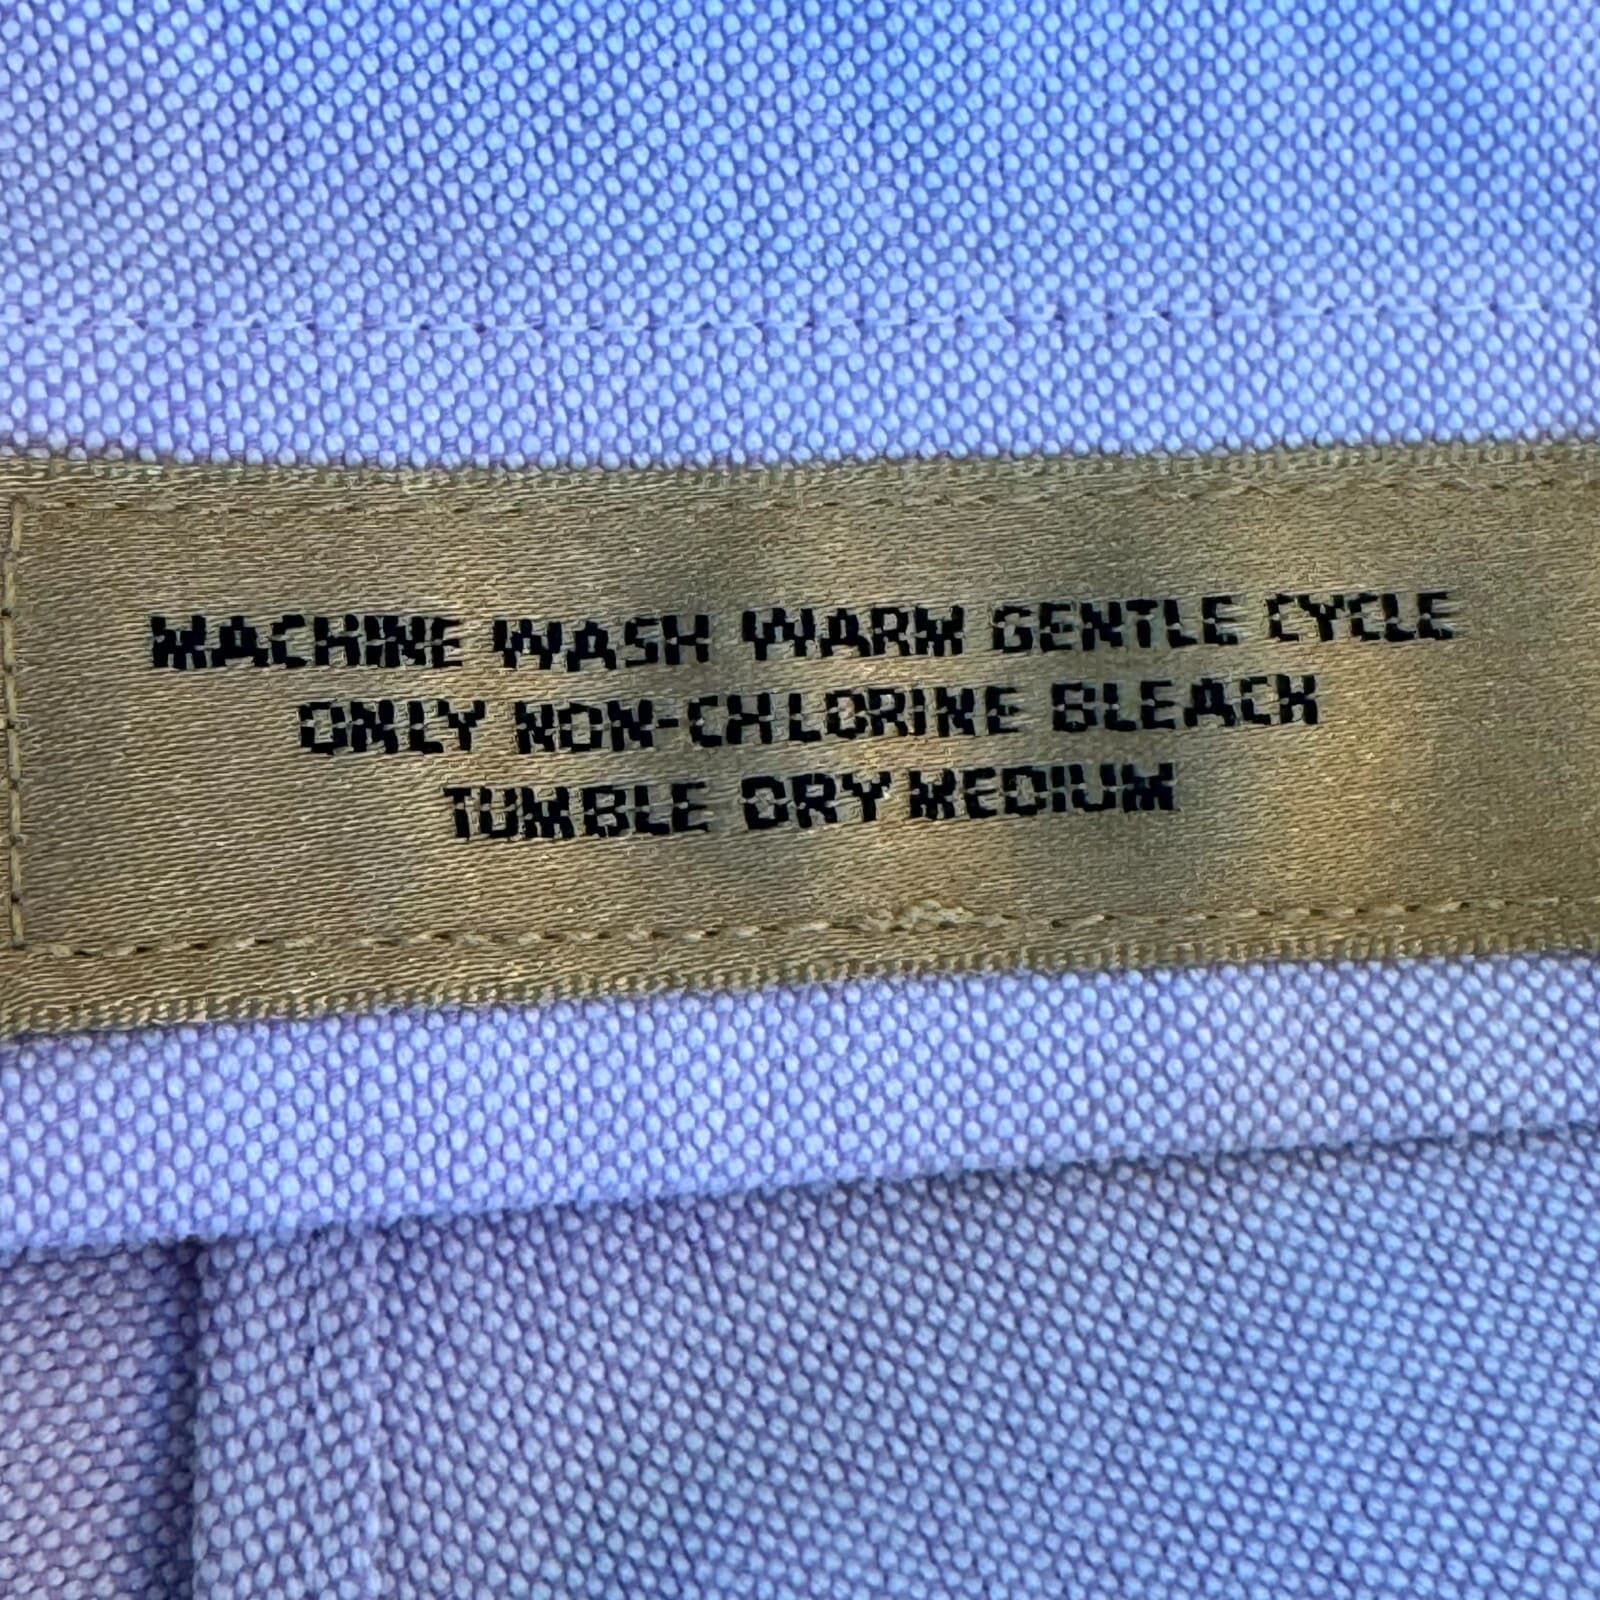 MACHINE WASH WARM GENTLE CYCLE
ONLY NON-CHLORINE BLEACH
TUMBLE DRY MEDIUM